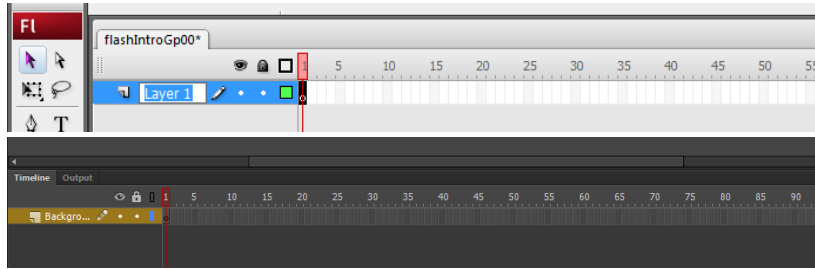 Fl
flashIntroGp00*
1 5 10 15 20 25 30 35 40 45 50 55
Layer 1
T
Timeline Output
1 5 10 15 20 25 30 35 40 45 50 55 60 65 70 75 80 85 90
Backgro...